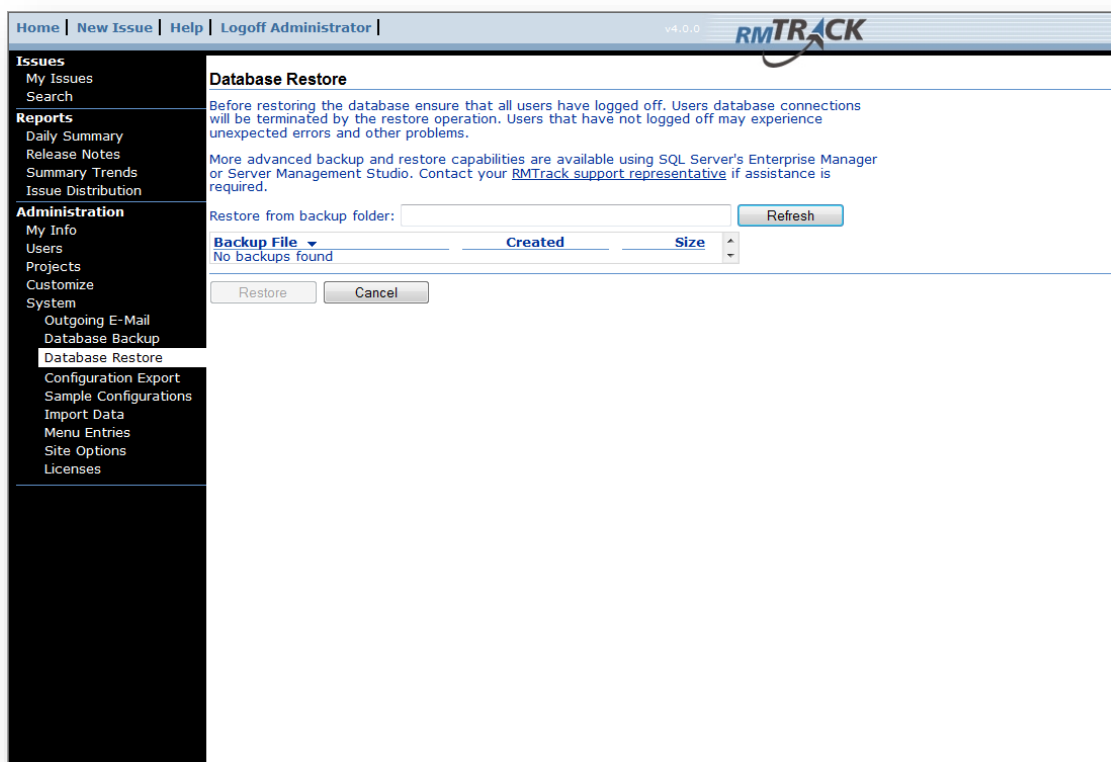 Home | New Issue | Help | Logoff Administrator |
v4.0.0
RMTRACK
Issues
My Issues
Search
Reports
Daily Summary
Release Notes
Summary Trends
Issue Distribution
Administration
My Info
Users
Projects
Customize
System
Outgoing E-Mail
Database Backup
Database Restore
Configuration Export
Sample Configurations
Import Data
Menu Entries
Site Options
Licenses
Database Restore
Before restoring the database ensure that all users have logged off. Users database connections
will be terminated by the restore operation. Users that have not logged off may experience
unexpected errors and other problems.
More advanced backup and restore capabilities are available using SQL Server's Enterprise Manager
or Server Management Studio. Contact your RMTrack support representative if assistance is
required.
Restore from backup folder: Refresh
Backup File Created Size
No backups found
Restore Cancel